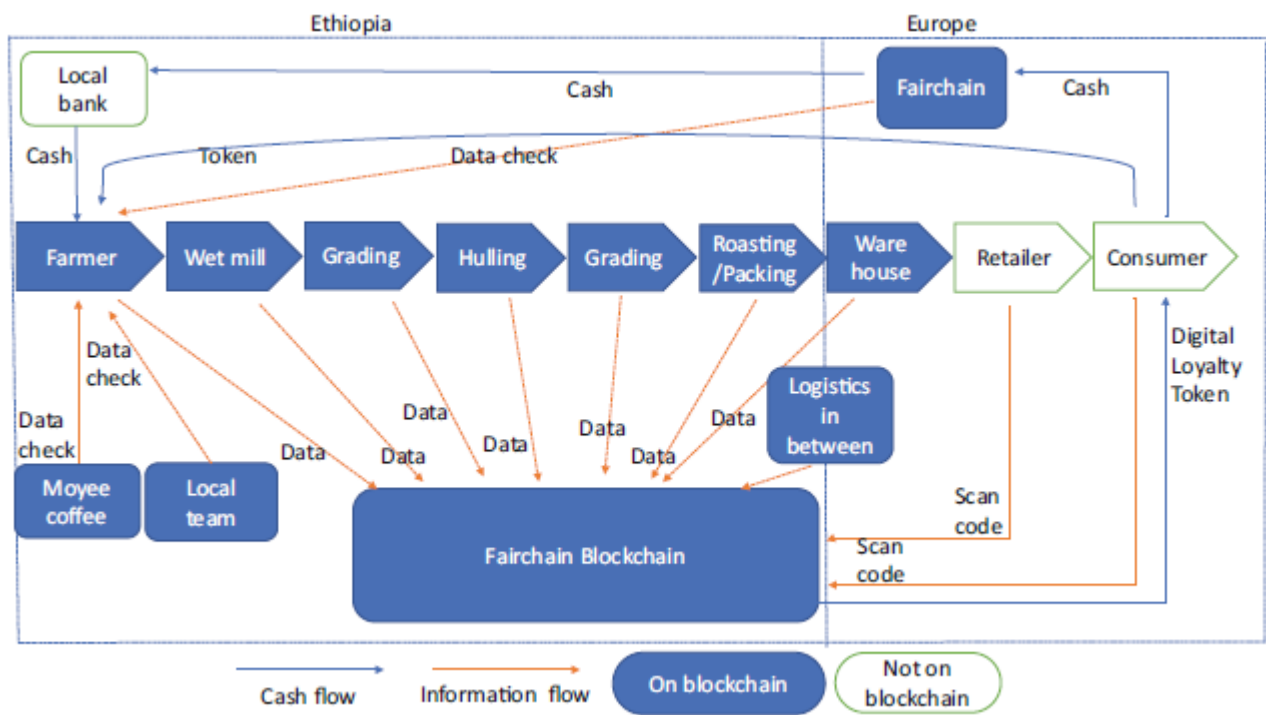 Ethiopia
Europe
Local
bank
Cash
Fairchain
Cash
Cash
Token
Data check
Farmer
Wet mill
Grading
Hulling
Grading
Roasting
/Packing
Ware
house
Retailer
Consumer
Data
check
Data
check
Digital
Loyalty
Token
Logistics
in
between
Data
Data
Data
Data
Data
Data
Data
Moyee
coffee
Local
team
Scan
code
Scan
code
Fairchain Blockchain
Cash flow
Information flow
On blockchain
Not on
blockchain